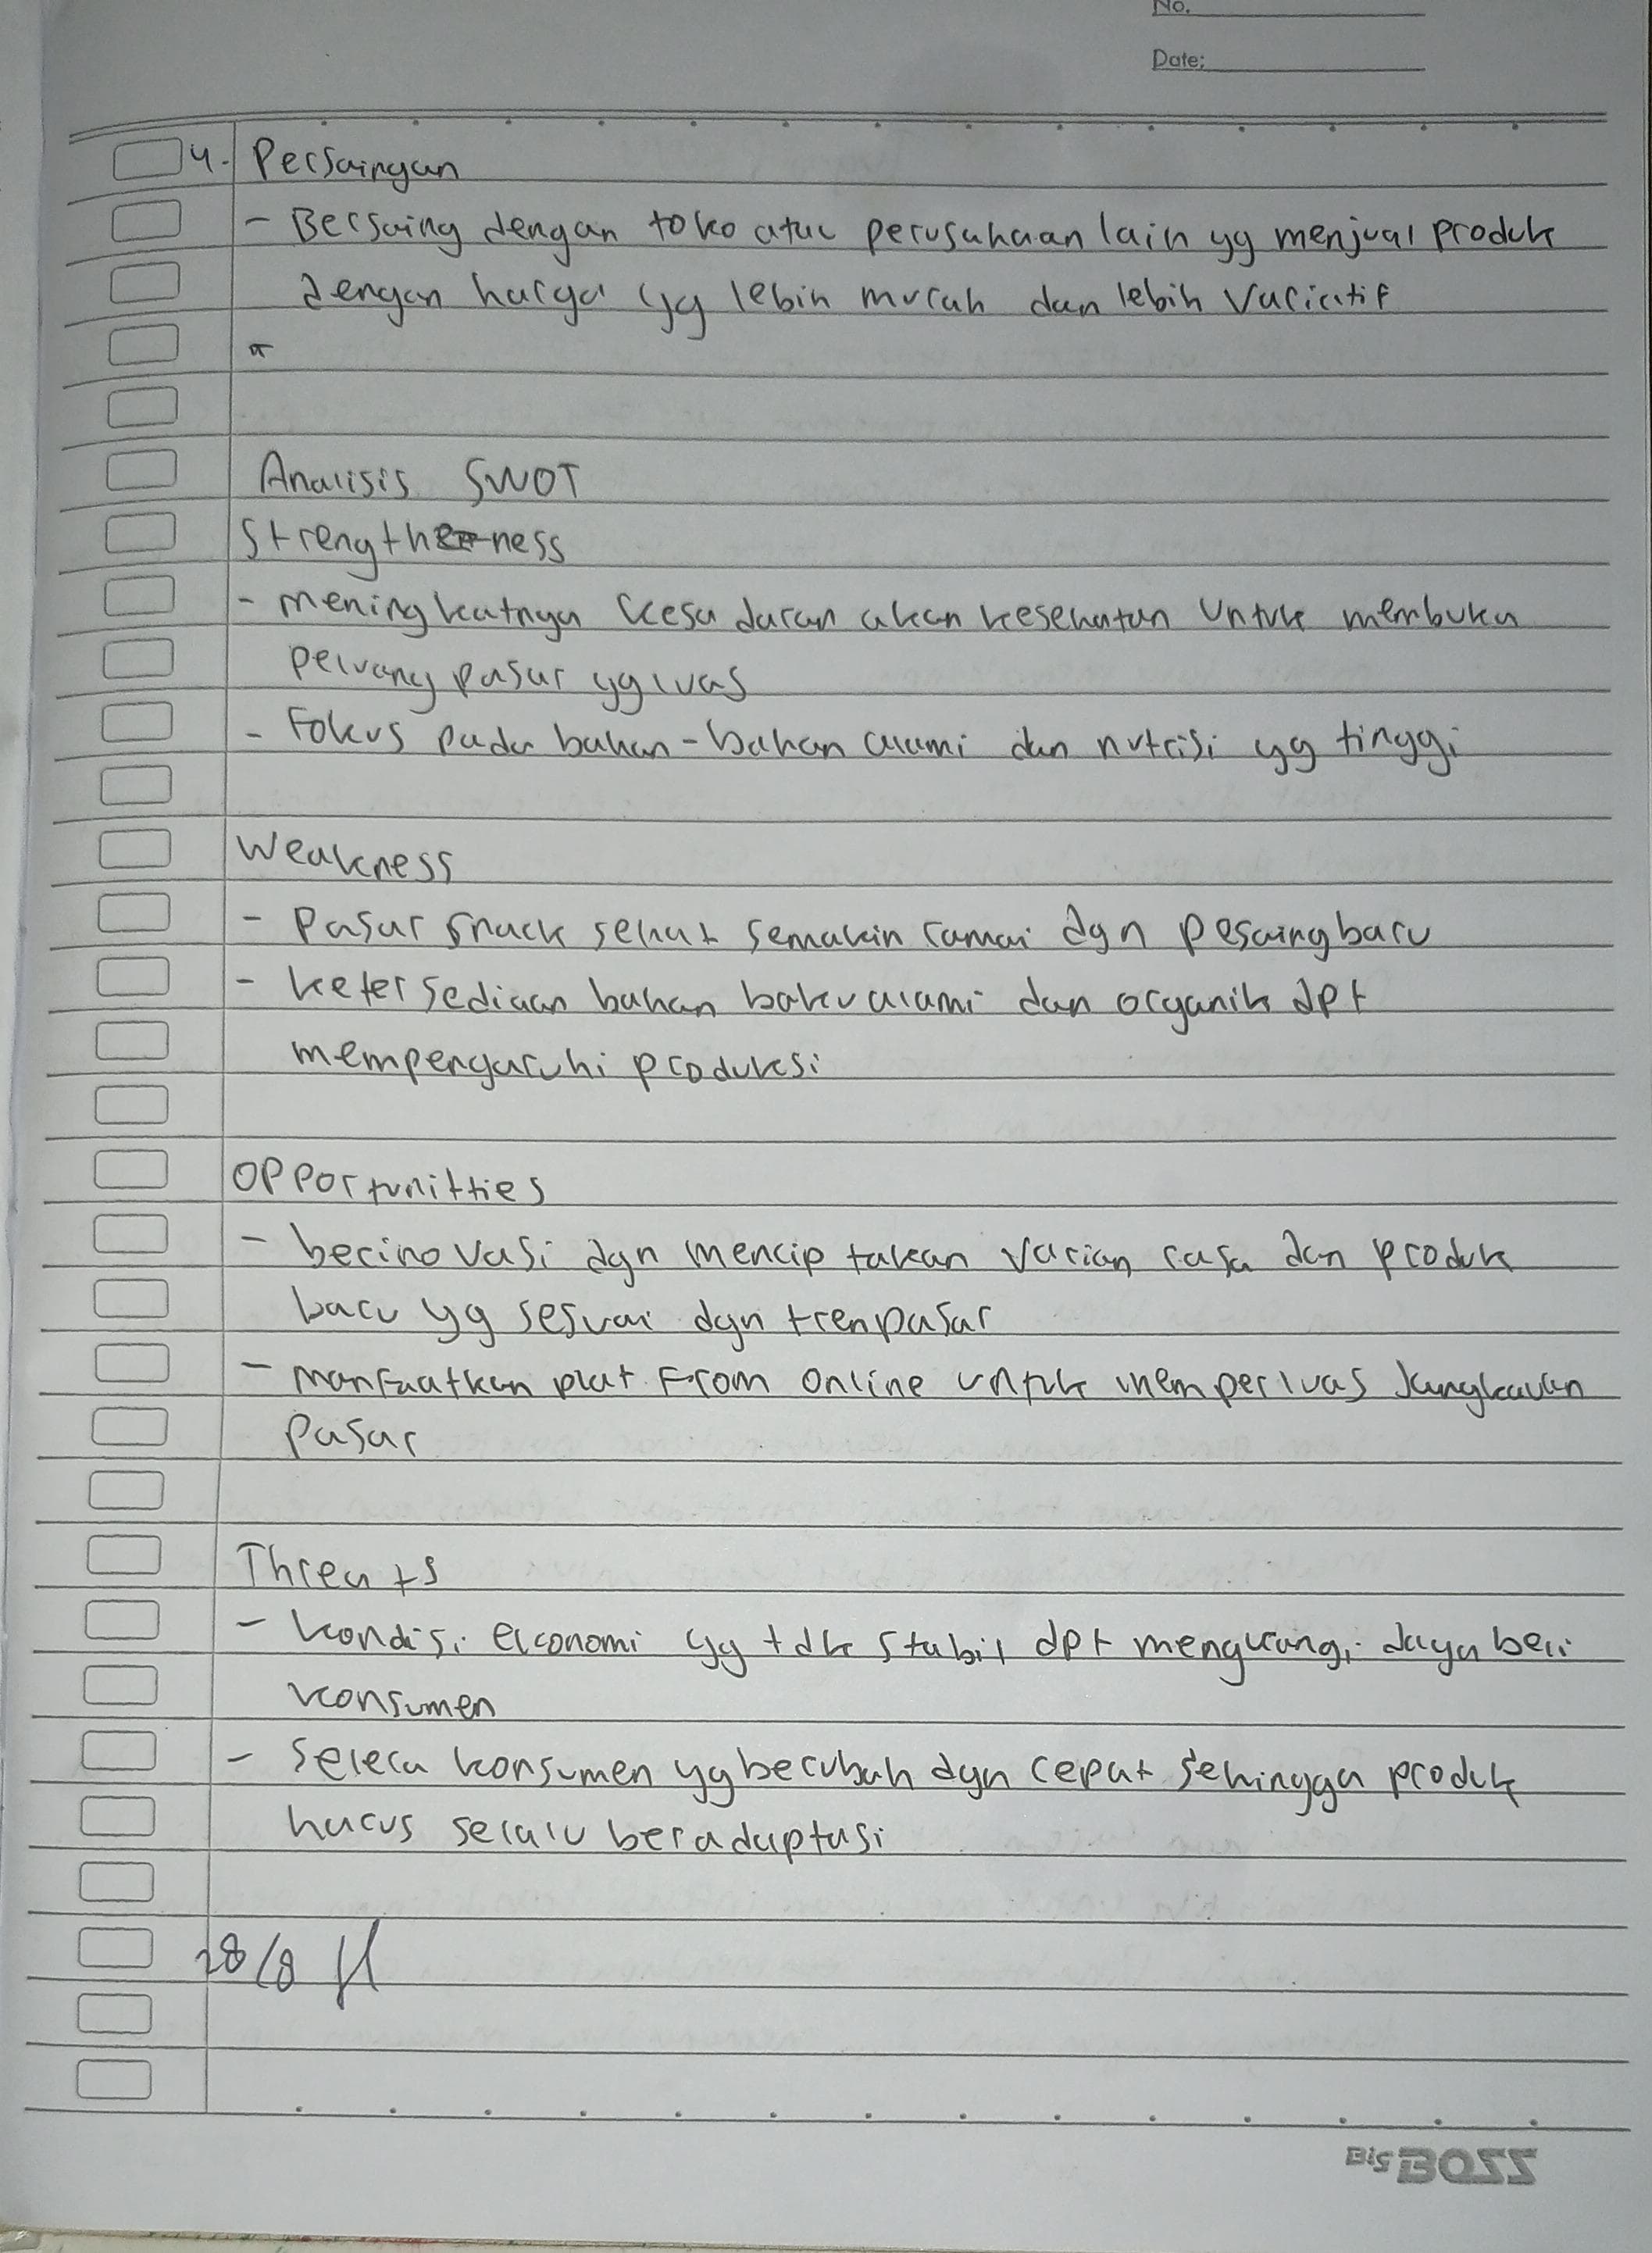 No.
Date:
4. Persaingan
- Bersaing dengan toko atau perusahaan lain yg menjual produk
dengan harga yg lebih murah dan lebih Variatif
Analisis SWOT
Strengthness
- meningkatnya kesadaran akan kesehatan untuk membuka
peluang pasar yg luas
- Fokus pada bahan-bahan alami dan nutrisi yg tinggi
Weakness
- Pasar snack sehat semakin ramai dgn pesaing baru
- ketersediaan bahan baku alami dan organik dpt
mempengaruhi produksi
Opportunitties
- berinovasi dgn menciptakan varian rasa dan produk
baru yg sesuai dgn tren pasar
- manfaatkan plat From online untuk memperluas Jangkauan
pasar
Threats
- kondisi ekonomi yg tdk stabil dpt mengurangi daya beli
konsumen
- Selera konsumen yg berubah dgn cepat sehingga produk
harus selalu beradaptasi
28/8
Big BOSS